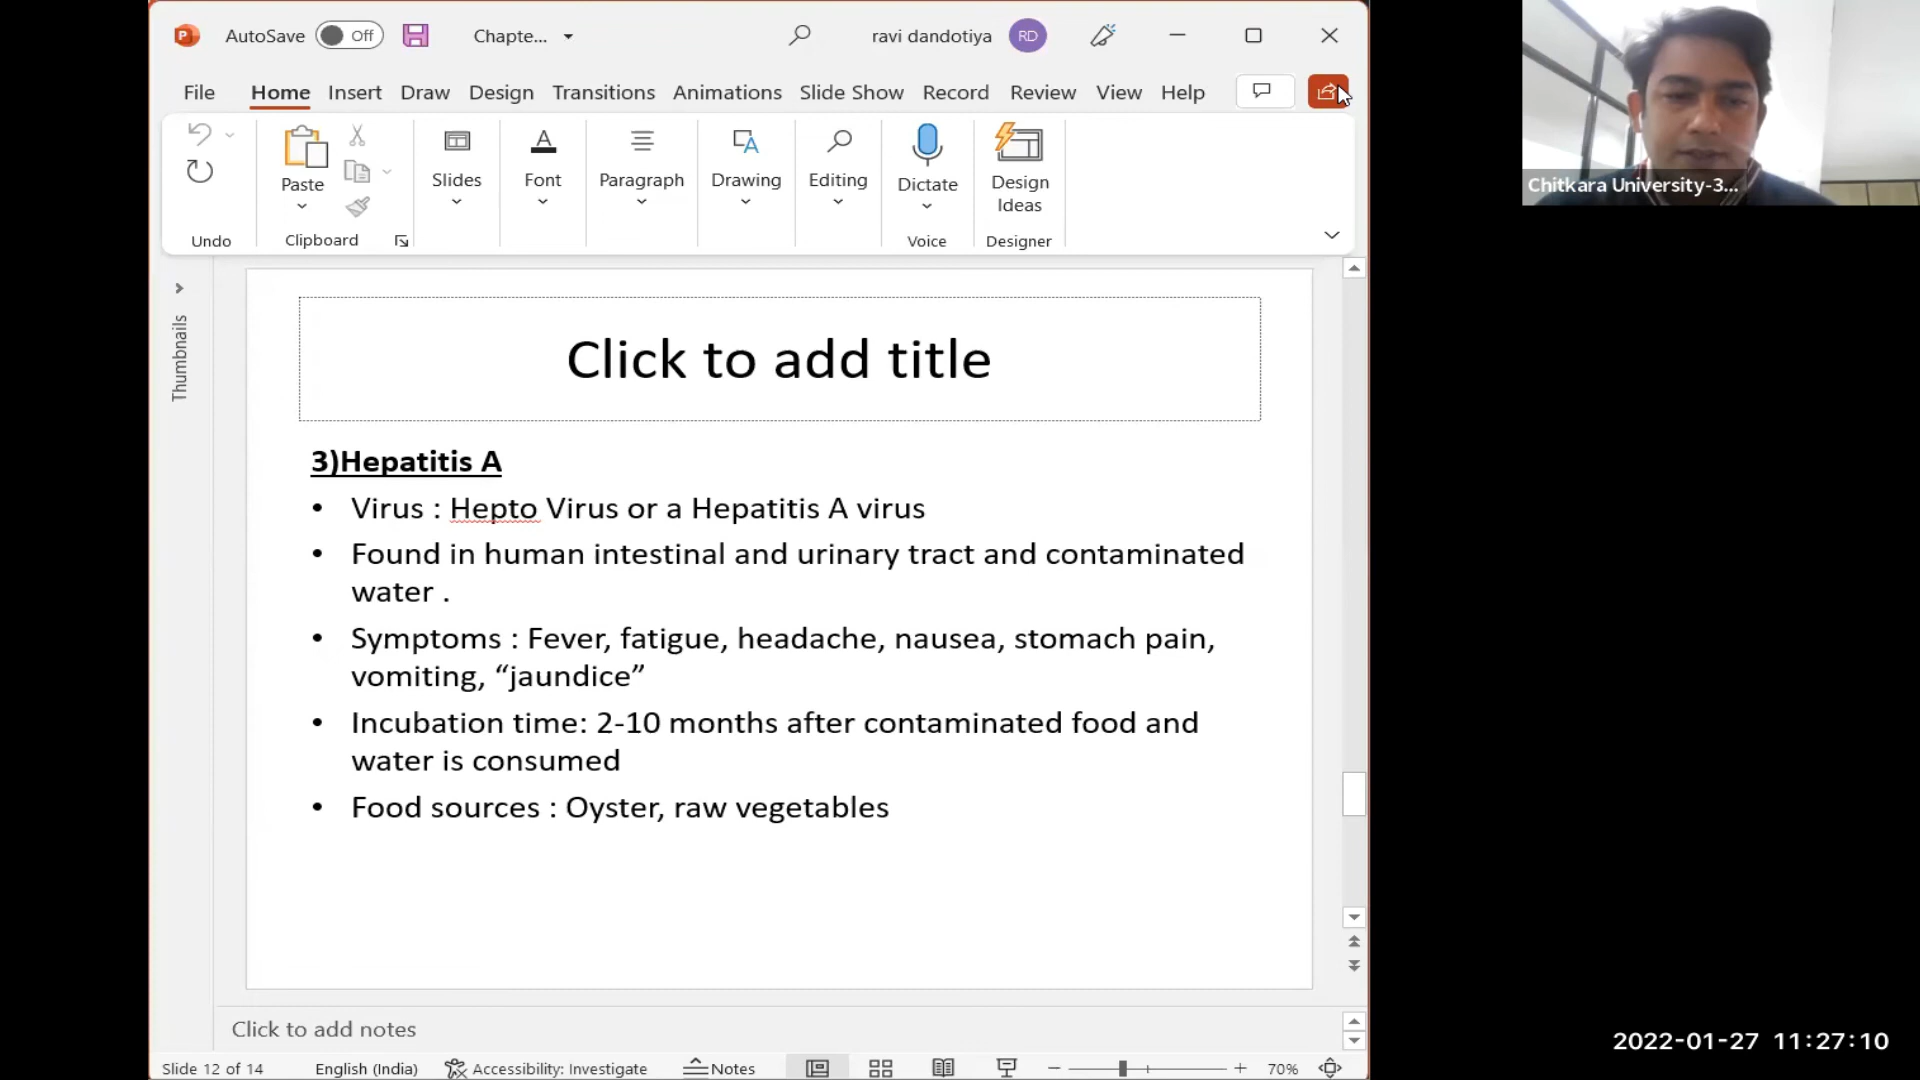 AutoSave Off Chapte... ravi dandotiya RD
File Home Insert Draw Design Transitions Animations Slide Show Record Review View Help
Paste Slides Font Paragraph Drawing Editing Dictate Design Ideas
Undo Clipboard Voice Designer
Thumbnails
Click to add title
3)Hepatitis A
• Virus : Hepto Virus or a Hepatitis A virus
• Found in human intestinal and urinary tract and contaminated
water .
• Symptoms : Fever, fatigue, headache, nausea, stomach pain,
vomiting, “jaundice”
• Incubation time: 2-10 months after contaminated food and
water is consumed
• Food sources : Oyster, raw vegetables
Click to add notes
Slide 12 of 14 English (India) Accessibility: Investigate Notes 70%
Chitkara University-3...
2022-01-27 11:27:10